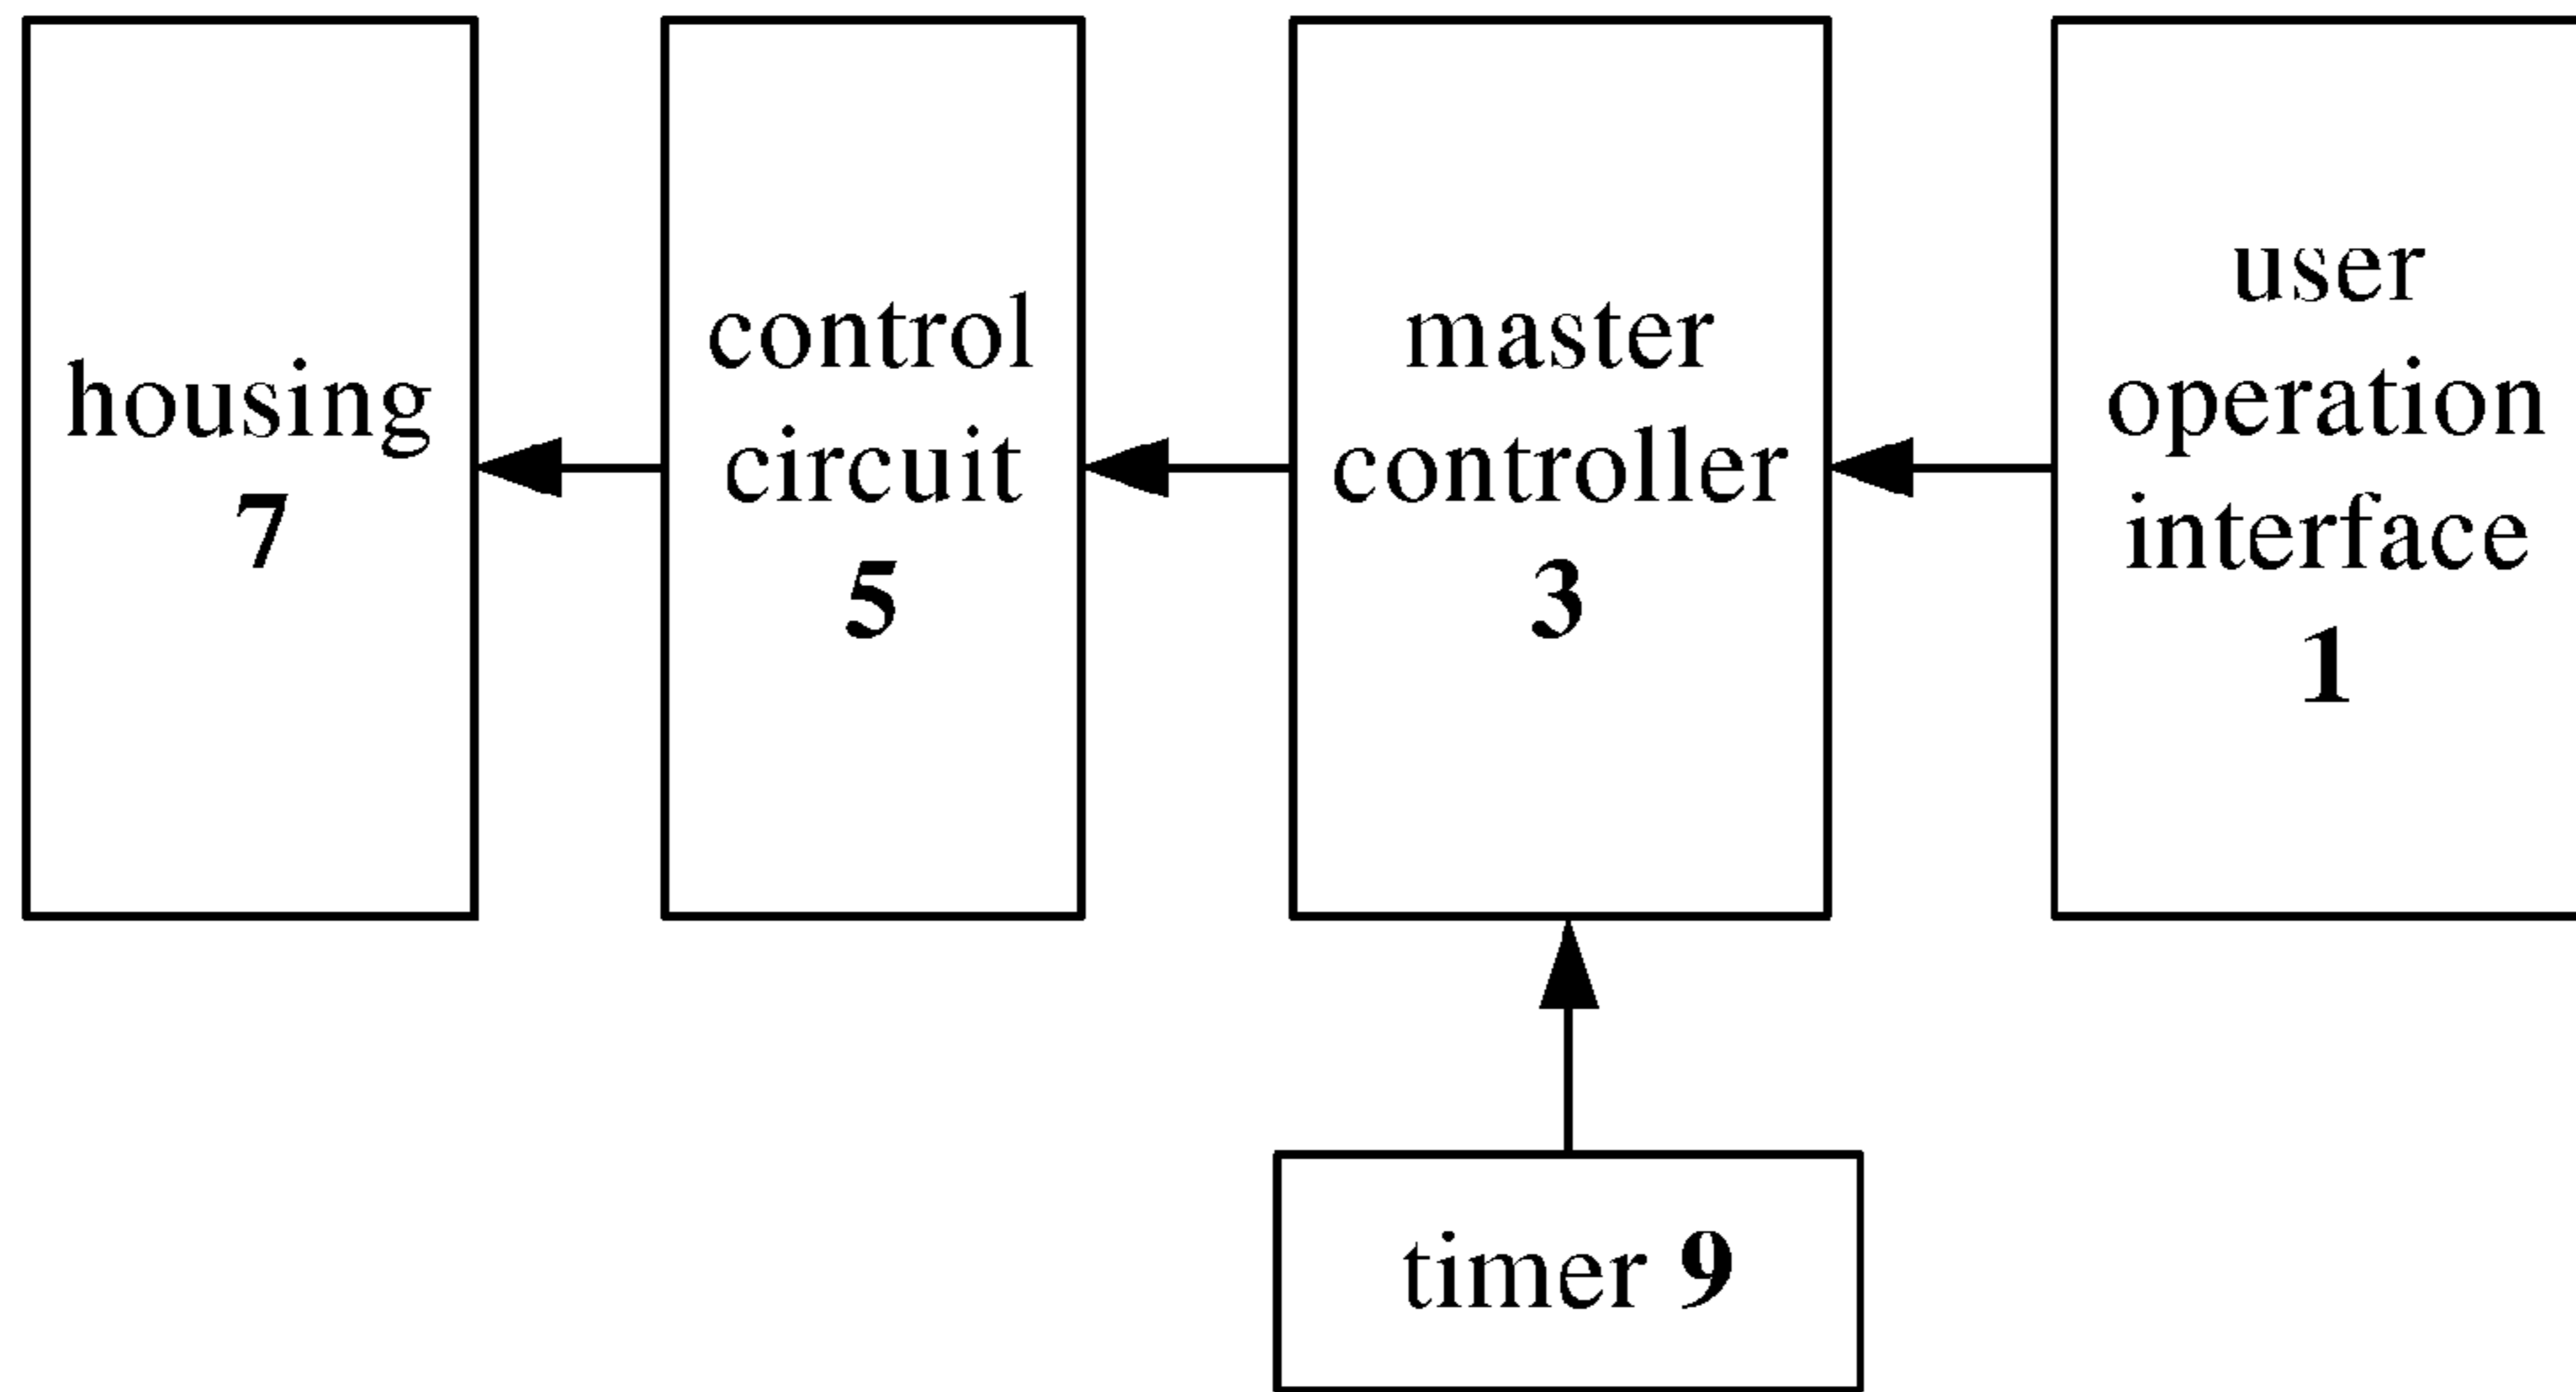 housing
7
control
circuit
5
master
controller
3
user
operation
interface
1
timer 9